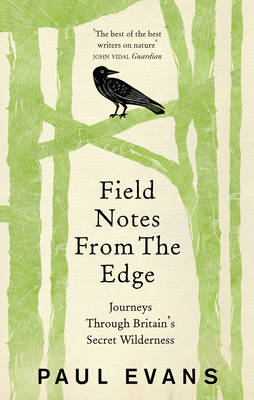 'The best of the best
writers on nature'
JOHN VIDAL Guardian
Field
Notes
From The
Edge
Journeys
Through Britain's
Secret Wilderness
PAUL EVANS